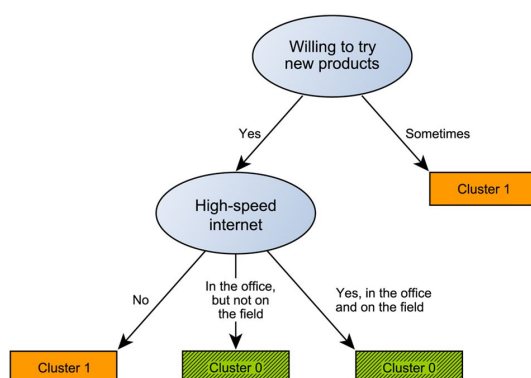 Willing to try
new products
Yes
Sometimes
Cluster 1
High-speed
internet
No
In the office,
but not on
the field
Yes, in the office
and on the field
Cluster 1
Cluster 0
Cluster 0